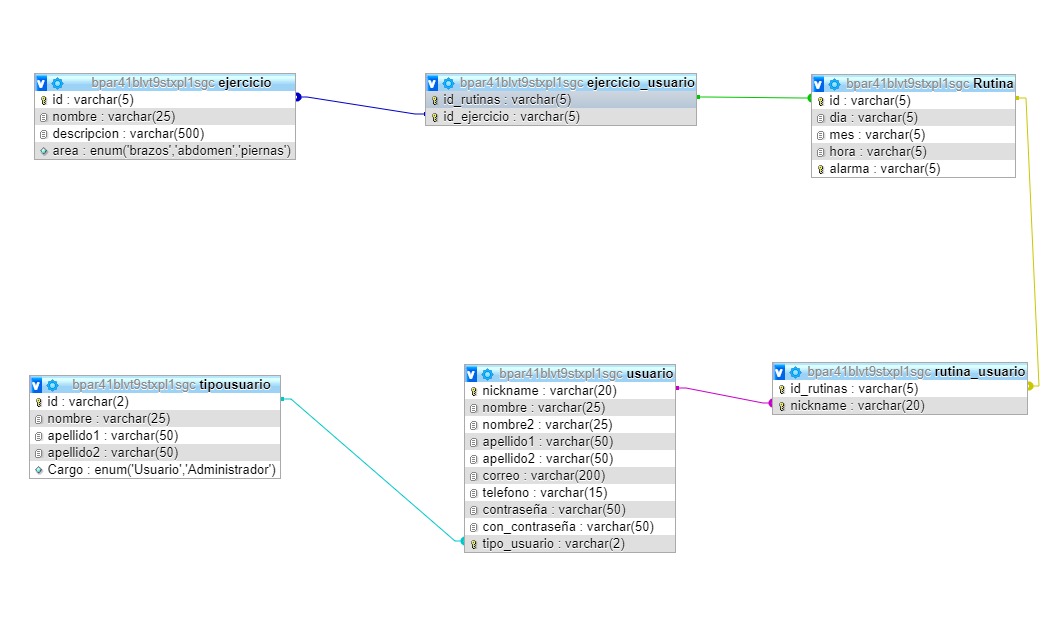 bpar41blvt9stxpl1sgc ejercicio
id : varchar(5)
nombre : varchar(25)
descripcion : varchar(500)
area : enum('brazos','abdomen','piernas')
bpar41blvt9stxpl1sgc ejercicio_usuario
id_rutinas : varchar(5)
id_ejercicio : varchar(5)
bpar41blvt9stxpl1sgc Rutina
id : varchar(5)
dia : varchar(5)
mes : varchar(5)
hora : varchar(5)
alarma : varchar(5)
bpar41blvt9stxpl1sgc tipousuario
id : varchar(2)
nombre : varchar(25)
apellido1 : varchar(50)
apellido2 : varchar(50)
Cargo : enum('Usuario','Administrador')
bpar41blvt9stxpl1sgc usuario
nickname : varchar(20)
nombre : varchar(25)
nombre2 : varchar(25)
apellido1 : varchar(50)
apellido2 : varchar(50)
correo : varchar(200)
telefono : varchar(15)
contraseña : varchar(50)
con_contraseña : varchar(50)
tipo_usuario : varchar(2)
bpar41blvt9stxpl1sgc rutina_usuario
id_rutinas : varchar(5)
nickname : varchar(20)